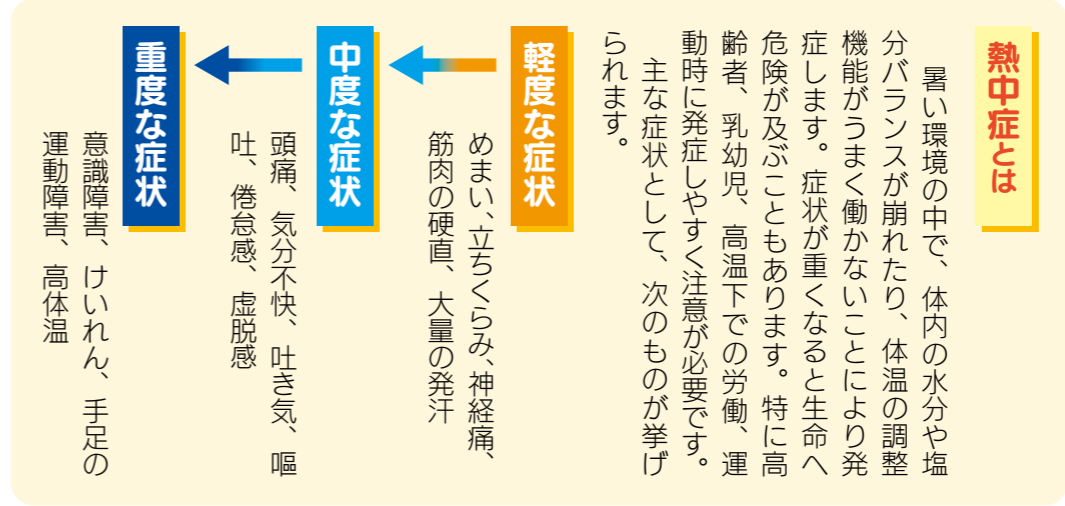 熱中症とは
暑い環境の中で、体内の水分や塩
分バランスが崩れたり、体温の調整
機能がうまく働かないことにより発
症します。症状が重くなると生命へ
危険が及ぶこともあります。特に高
齢者、乳幼児、高温下での労働、運
動時に発症しやすく注意が必要です。
主な症状として、次のものが挙げ
られます。
軽度な症状
めまい、立ちくらみ、神経痛、
筋肉の硬直、大量の発汗
中度な症状
頭痛、気分不快、吐き気、嘔
吐、倦怠感、虚脱感
重度な症状
意識障害、けいれん、手足の
運動障害、高体温